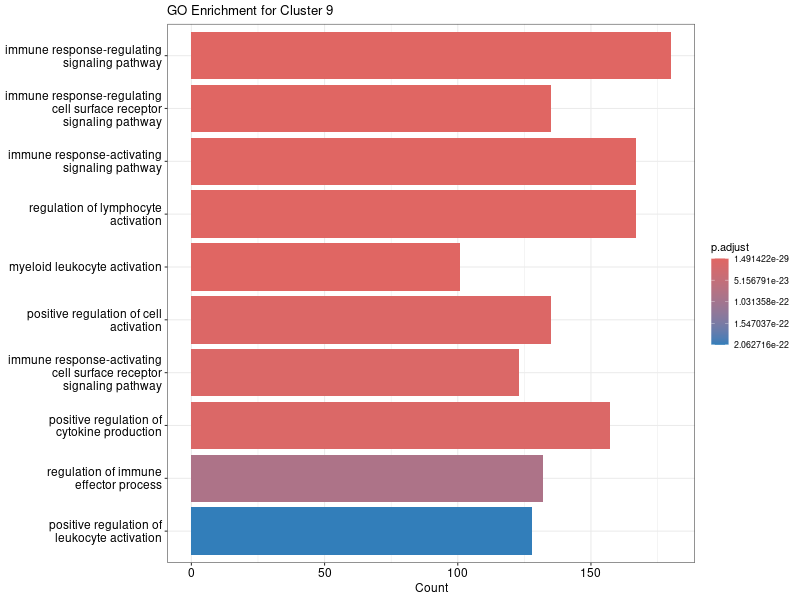 GO Enrichment for Cluster 9
immune response-regulating
signaling pathway
immune response-regulating
cell surface receptor
signaling pathway
immune response-activating
signaling pathway
regulation of lymphocyte
activation
myeloid leukocyte activation
positive regulation of cell
activation
immune response-activating
cell surface receptor
signaling pathway
positive regulation of
cytokine production
regulation of immune
effector process
positive regulation of
leukocyte activation
0 50 100 150
Count
p.adjust
1.491422e-29
5.156791e-23
1.031358e-22
1.547037e-22
2.062716e-22